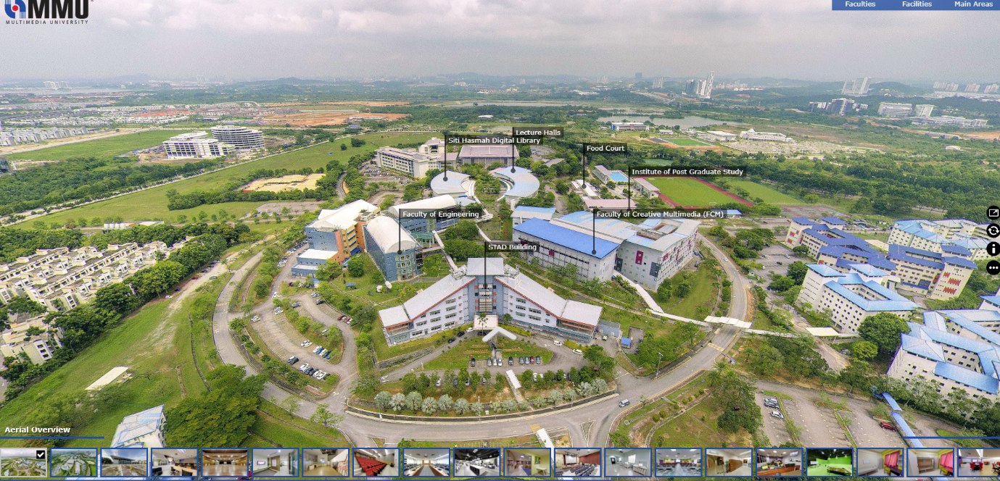 MMU
MULTIMEDIA UNIVERSITY
Faculties
Facilities
Main Areas
Lecture Halls
Siti Hasmah Digital Library
Food Court
Institute of Post Graduate Study
Faculty of Engineering
Faculty of Creative Multimedia (FCM)
STAD Building
Aerial Overview